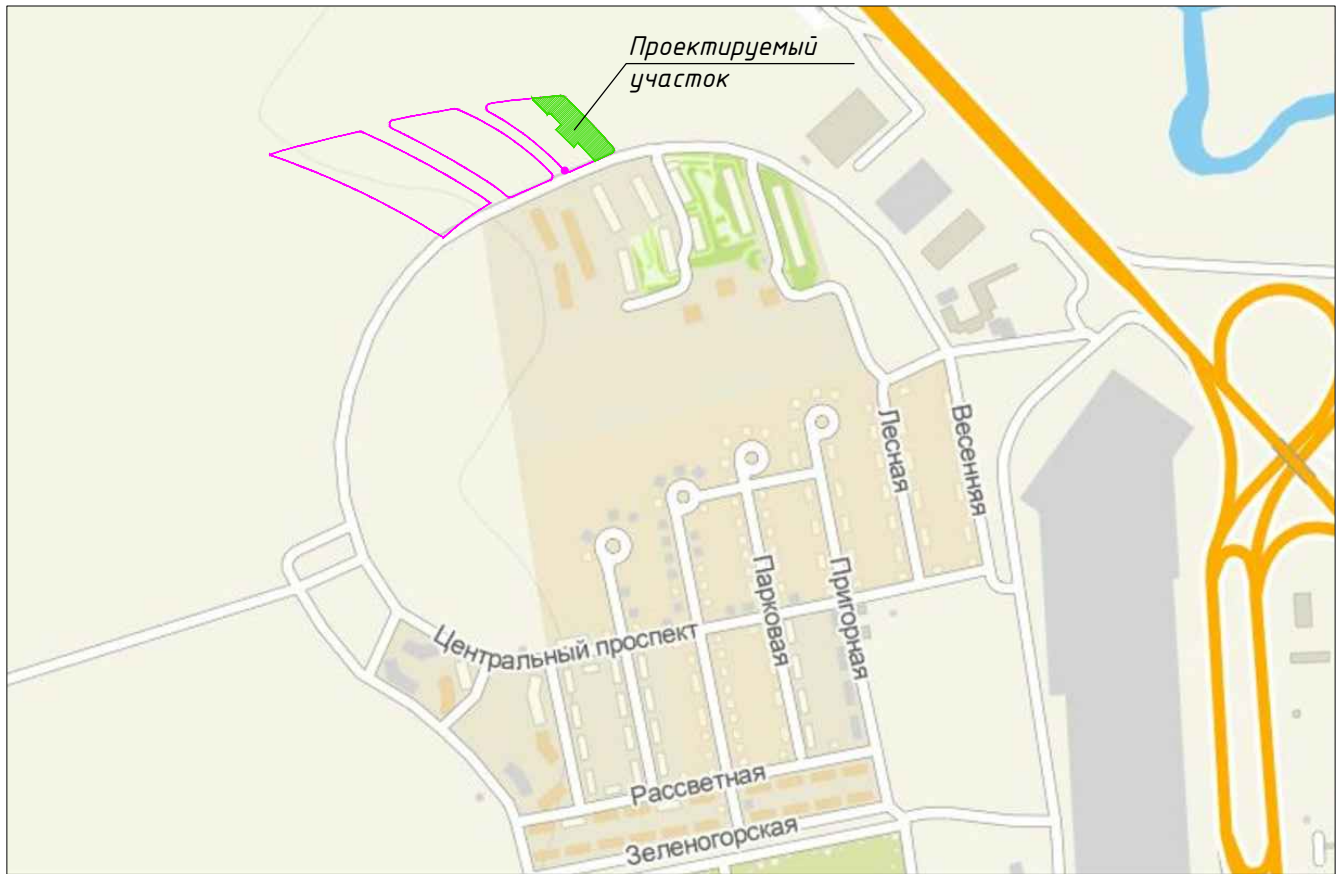 Проектируемый
участок
Лесная
Весенняя
Парковая
Пригорная
Центральный проспект
Рассветная
Зеленогорская